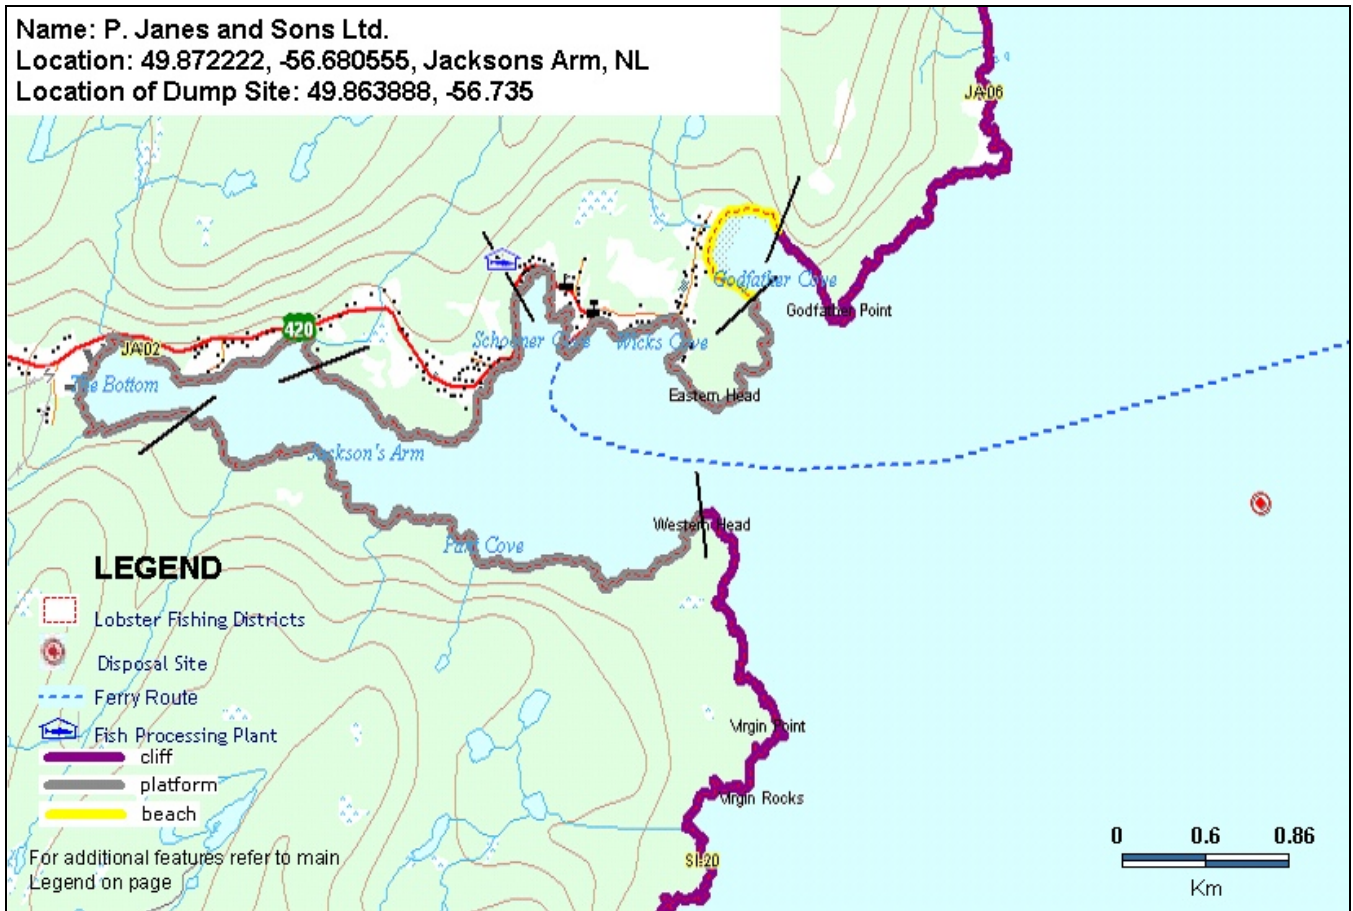 Name: P. Janes and Sons Ltd.
Location: 49.872222, -56.680555, Jacksons Arm, NL
Location of Dump Site: 49.863888, -56.735
JA-06
Godfather Cove
Godfather Point
420
JA-02
Schooner Cove
Wicks Cove
The Bottom
Eastern Head
Jackson's Arm
Western Head
Cove
LEGEND
Lobster Fishing Districts
Disposal Site
Ferry Route
Fish Processing Plant
cliff
platform
beach
For additional features refer to main
Legend on page
Virgin Point
Virgin Rocks
SI-20
0 0.6 0.86
Km